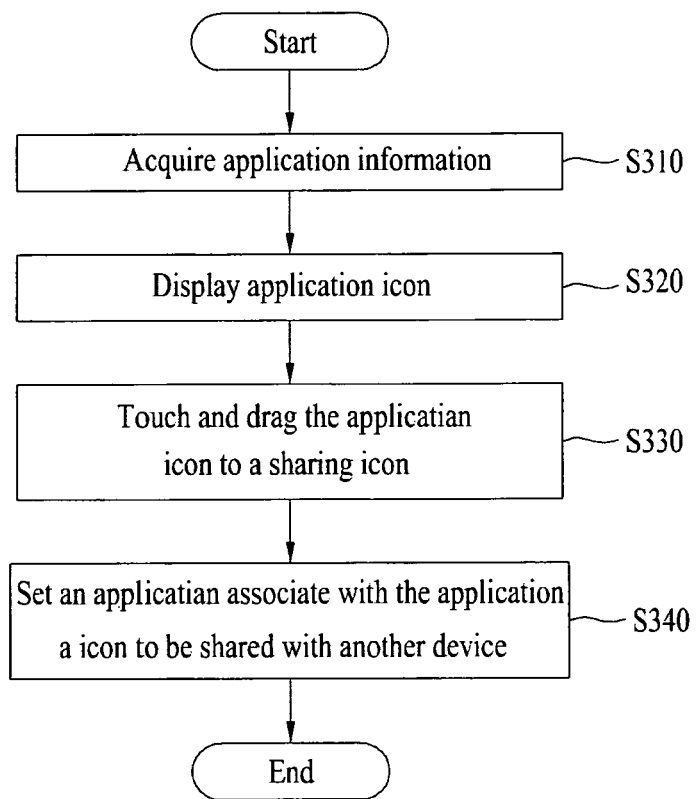 Start
Acquire application information
S310
Display application icon
S320
Touch and drag the applicatian
icon to a sharing icon
S330
Set an applicatian associate with the application
a icon to be shared with another device
S340
End